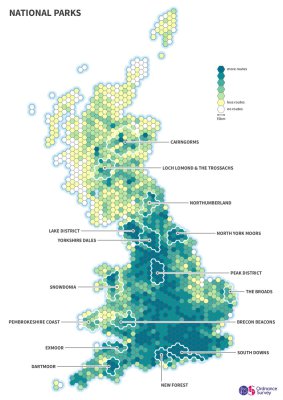 NATIONAL PARKS
more routes
less routes
no routes
10km
CAIRNGORMS
LOCH LOMOND & THE TROSSACHS
NORTHUMBERLAND
LAKE DISTRICT
NORTH YORK MOORS
YORKSHIRE DALES
PEAK DISTRICT
SNOWDONIA
THE BROADS
PEMBROKESHIRE COAST
BRECON BEACONS
EXMOOR
SOUTH DOWNS
DARTMOOR
NEW FOREST
OS
Ordnance
Survey